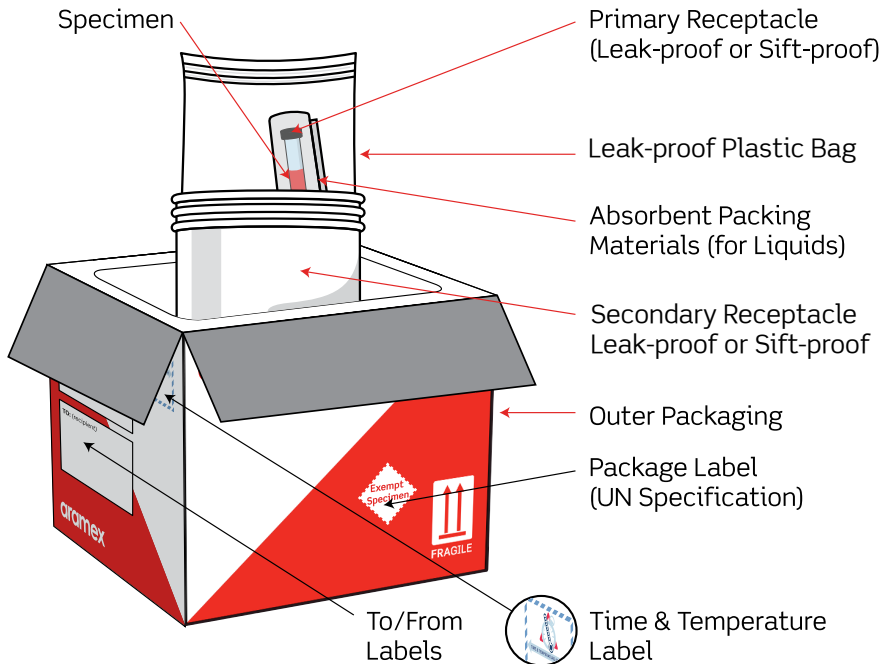 Specimen
Primary Receptacle
(Leak-proof or Sift-proof)
Leak-proof Plastic Bag
Absorbent Packing
Materials (for Liquids)
Secondary Receptacle
Leak-proof or Sift-proof
Outer Packaging
Package Label
(UN Specification)
TO: (recipient)
Exempt
Specimen
aramex
FRAGILE
To/From
Labels
Time & Temperature
Label